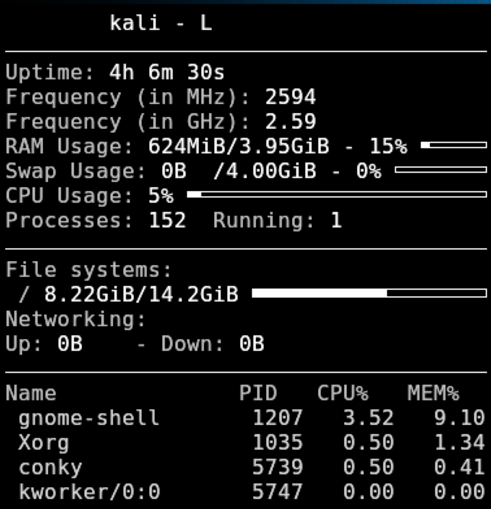 kali - L
Uptime: 4h 6m 30s
Frequency (in MHz): 2594
Frequency (in GHz): 2.59
RAM Usage: 624MiB/3.95GiB - 15%
Swap Usage: 0B  /4.00GiB - 0%
CPU Usage: 5%
Processes: 152  Running: 1
File systems:
/ 8.22GiB/14.2GiB
Networking:
Up: 0B    - Down: 0B
Name PID CPU% MEM%
gnome-shell 1207 3.52 9.10
Xorg 1035 0.50 1.34
conky 5739 0.50 0.41
kworker/0:0 5747 0.00 0.00